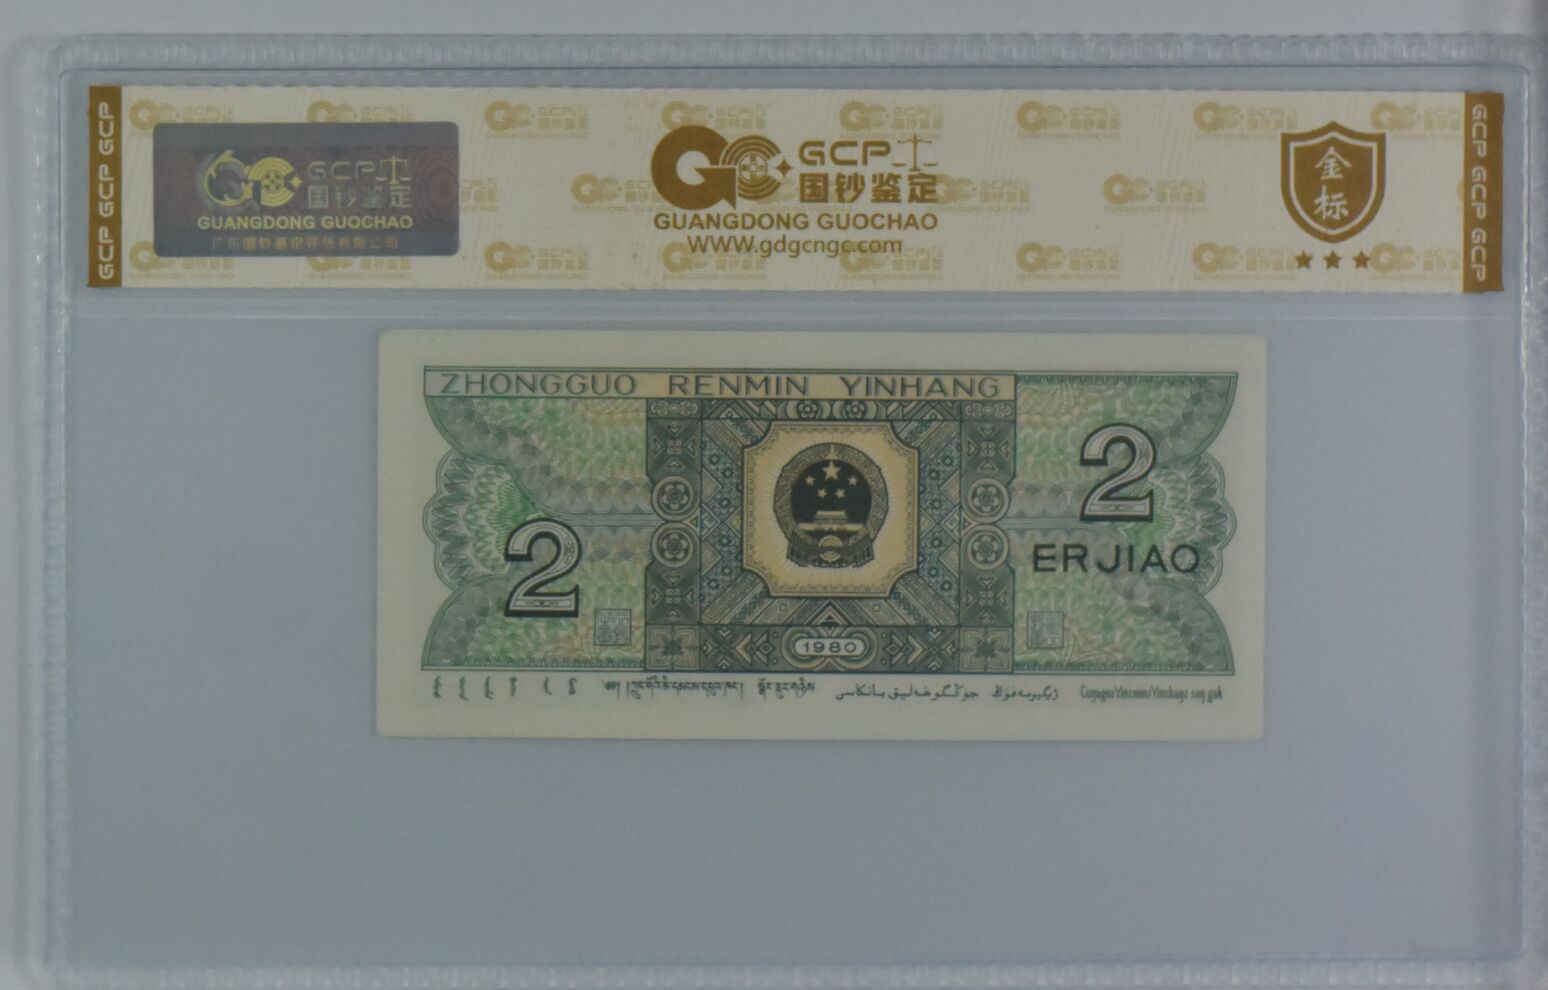 GCP GCP GCP
GCP
国钞鉴定
GUANGDONG GUOCHAO
广东国钞鉴定评估有限公司
GCP
国钞鉴定
GUANGDONG GUOCHAO
WWW.gdgcngc.com
金标
GCP GCP GCP
ZHONGGUO RENMIN YINHANG
2
2
ERJIAO
1980